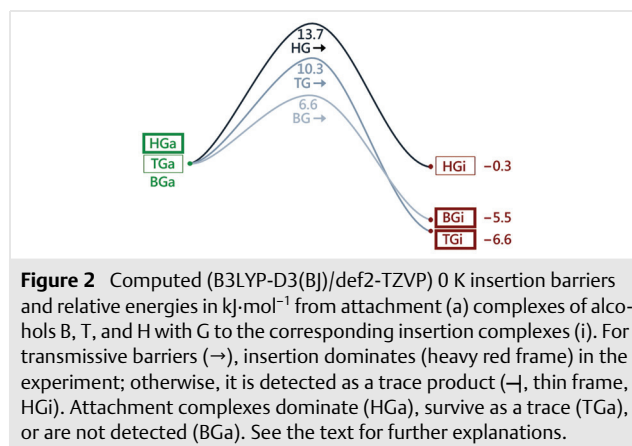 13.7
HG →
10.3
TG →
6.6
BG →
HGa
TGa
BGa
HGi −0.3
BGi −5.5
TGi −6.6
Figure 2 Computed (B3LYP-D3(BJ)/def2-TZVP) 0 K insertion barriers
and relative energies in kJ·mol⁻¹ from attachment (a) complexes of alco-
hols B, T, and H with G to the corresponding insertion complexes (i). For
transmissive barriers (→), insertion dominates (heavy red frame) in the
experiment; otherwise, it is detected as a trace product (⊣, thin frame,
HGi). Attachment complexes dominate (HGa), survive as a trace (TGa),
or are not detected (BGa). See the text for further explanations.